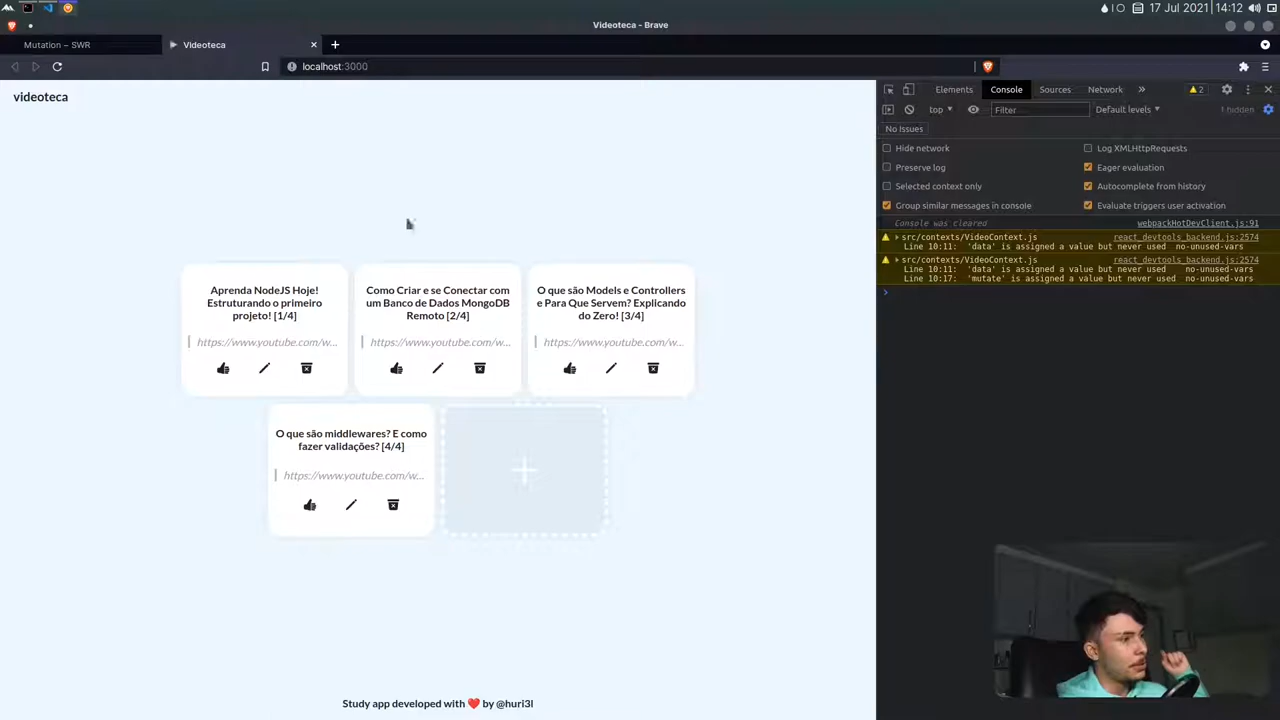 17 Jul 2021 | 14:12
Videoteca - Brave
Mutation – SWR
Videoteca
localhost:3000
videoteca
Aprenda NodeJS Hoje!
Estruturando o primeiro
projeto! [1/4]
https://www.youtube.com/w...
Como Criar e se Conectar com
um Banco de Dados MongoDB
Remoto [2/4]
https://www.youtube.com/w...
O que são Models e Controllers
e Para Que Servem? Explicando
do Zero! [3/4]
https://www.youtube.com/w...
O que são middlewares? E como
fazer validações? [4/4]
https://www.youtube.com/w...
Study app developed with ❤️ by @huri3l
Elements Console Sources Network » 2
top Filter Default levels 1 hidden
No Issues
Hide network Log XMLHttpRequests
Preserve log Eager evaluation
Selected context only Autocomplete from history
Group similar messages in console Evaluate triggers user activation
Console was cleared webpackHotDevClient.js:91
src/contexts/VideoContext.js react_devtools_backend.js:2574
Line 10:11: 'data' is assigned a value but never used no-unused-vars
src/contexts/VideoContext.js react_devtools_backend.js:2574
Line 10:11: 'data' is assigned a value but never used no-unused-vars
Line 10:17: 'mutate' is assigned a value but never used no-unused-vars